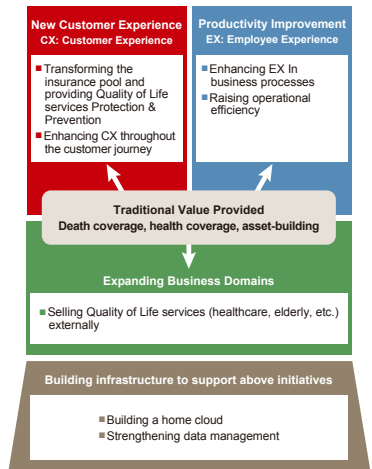 New Customer Experience
CX: Customer Experience
■Transforming the
insurance pool and
providing Quality of Life
services Protection &
Prevention
■Enhancing CX throughout
the customer journey
Productivity Improvement
EX: Employee Experience
■Enhancing EX In
business processes
■Raising operational
efficiency
Traditional Value Provided
Death coverage, health coverage, asset-building
Expanding Business Domains
■Selling Quality of Life services (healthcare, elderly, etc.)
externally
Building infrastructure to support above initiatives
■Building a home cloud
■Strengthening data management